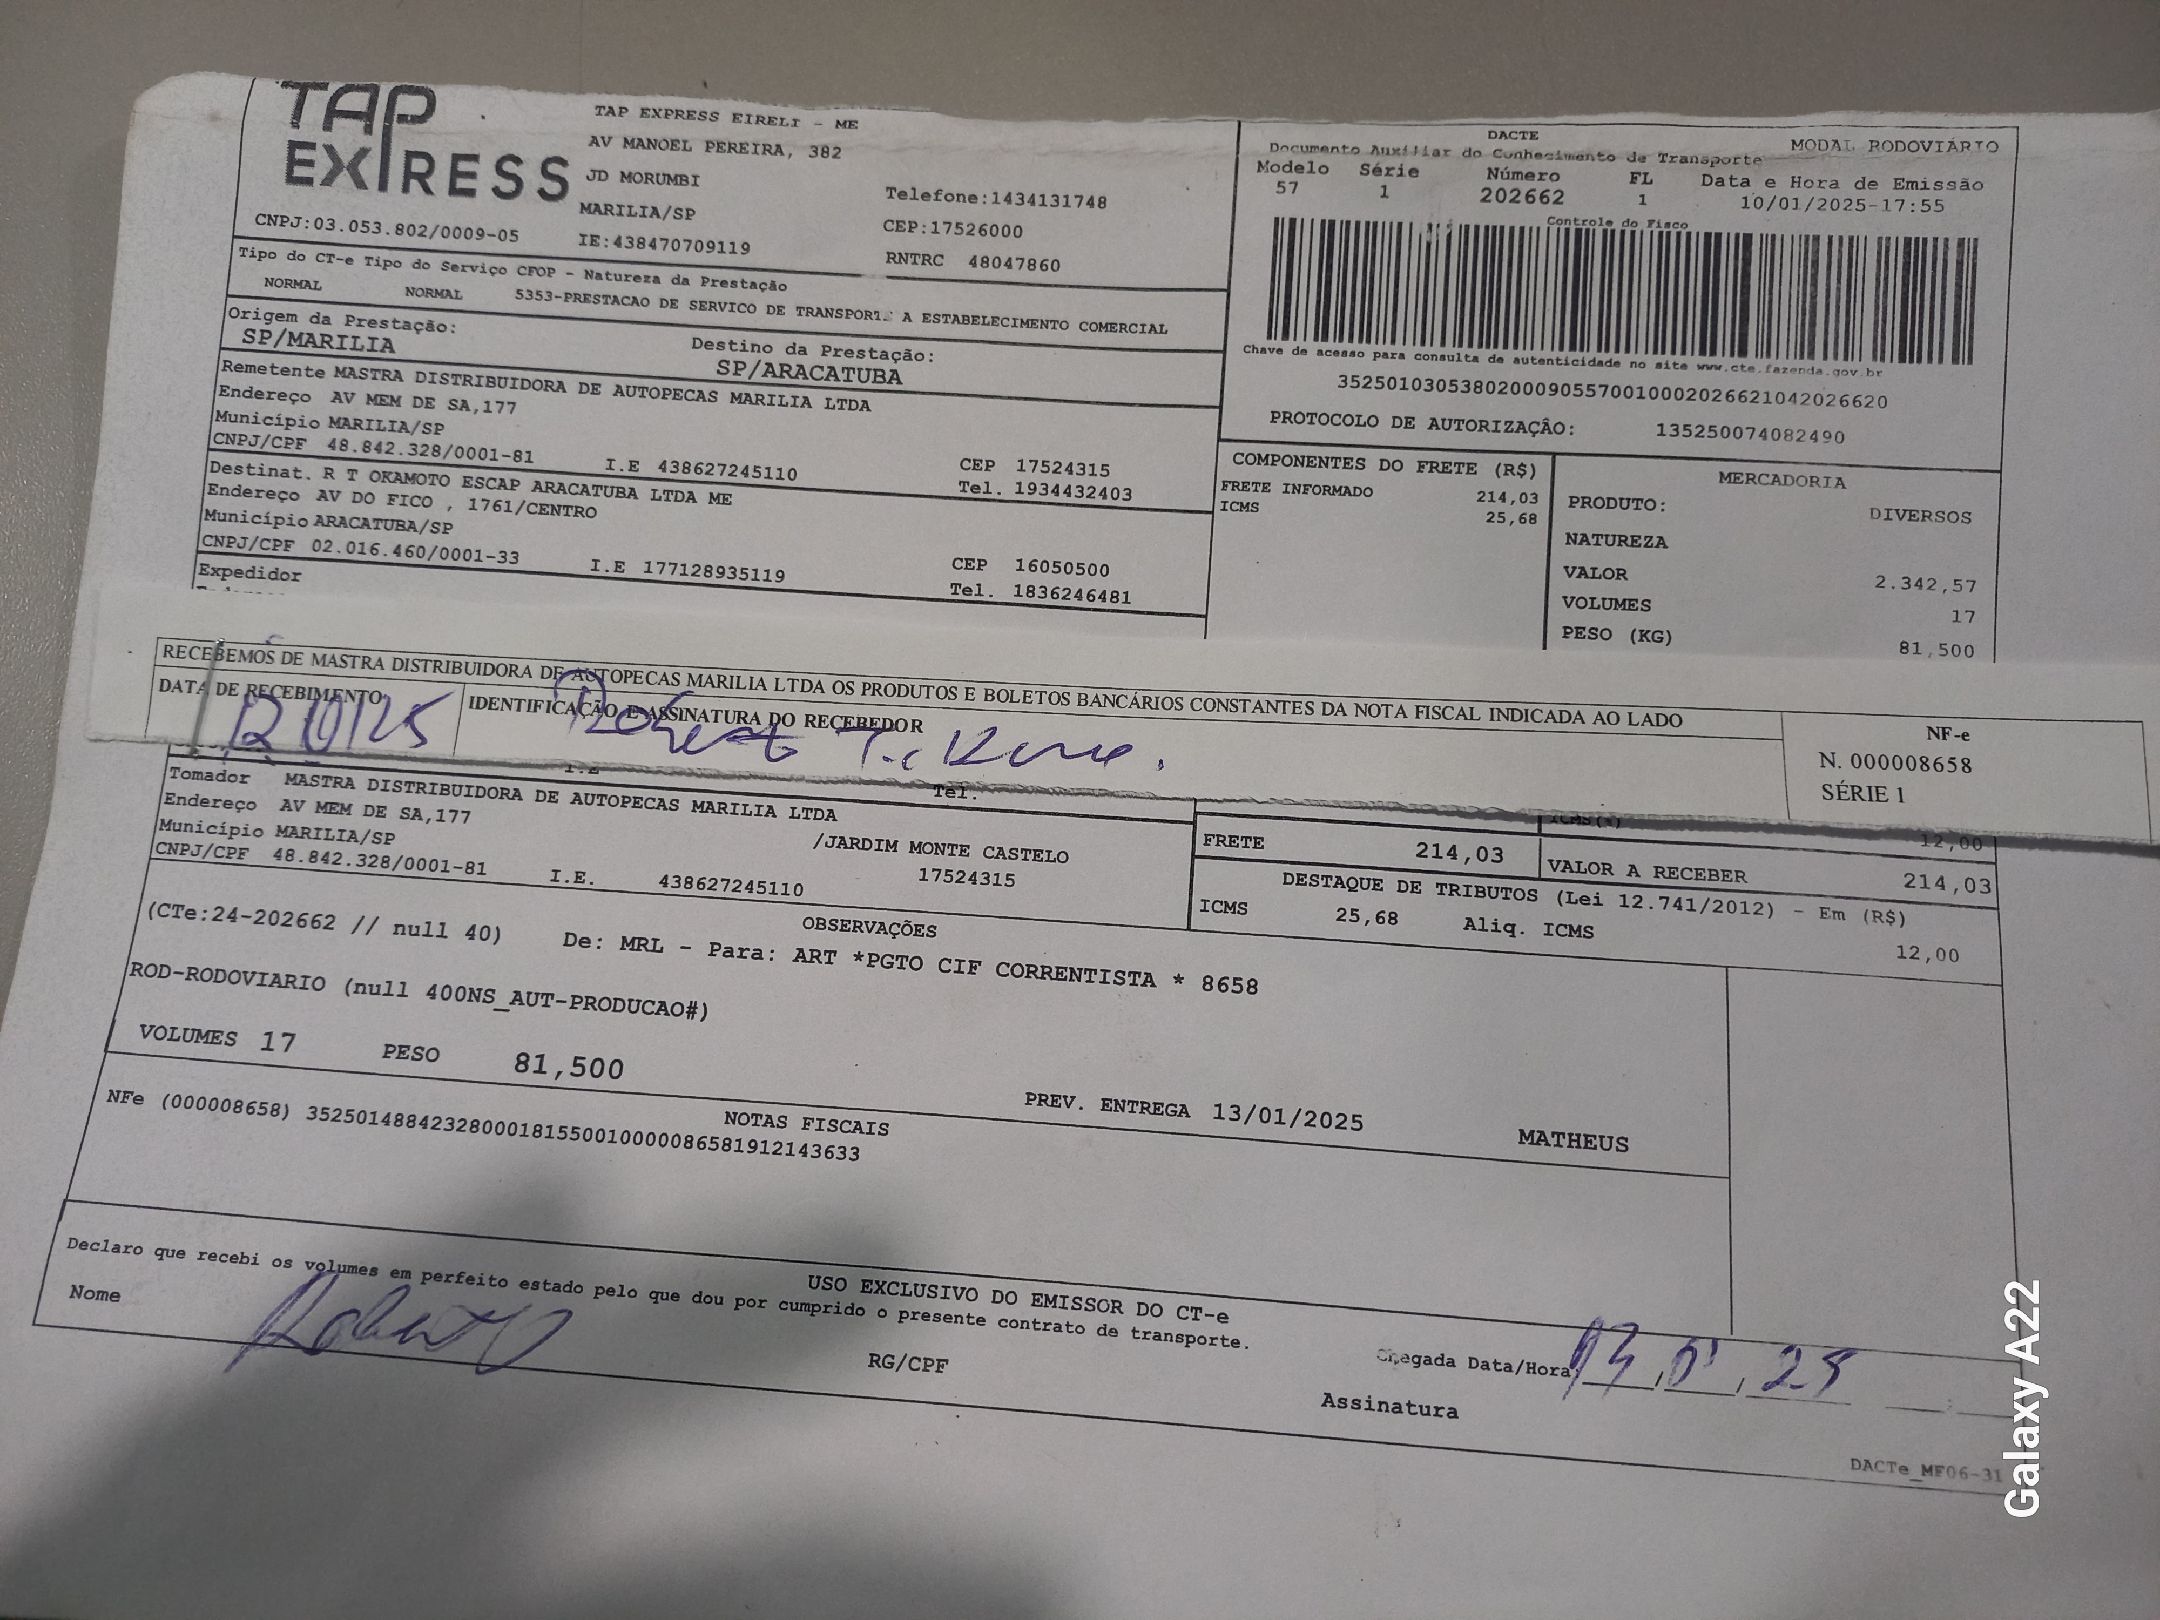 TAP
EXPRESS
TAP EXPRESS EIRELI - ME
AV MANOEL PEREIRA, 382
JD MORUMBI
MARILIA/SP
IE:438470709119
Telefone:1434131748
CEP:17526000
RNTRC 48047860
CNPJ:03.053.802/0009-05
DACTE
MODAL RODOVIÁRIO
Documento Auxiliar do Conhecimento de Transporte
Modelo Série Número FL Data e Hora de Emissão
57 1 202662 1 10/01/2025-17:55
Controle do Fisco
Chave de acesso para consulta de autenticidade no site www.cte.fazenda.gov.br
35250103053802000905570010002026621042026620
PROTOCOLO DE AUTORIZAÇÃO: 135250074082490
Tipo do CT-e Tipo do Serviço CFOP - Natureza da Prestação
NORMAL NORMAL 5353-PRESTACAO DE SERVICO DE TRANSPORTE A ESTABELECIMENTO COMERCIAL
Origem da Prestação: Destino da Prestação:
SP/MARILIA SP/ARACATUBA
Remetente MASTRA DISTRIBUIDORA DE AUTOPECAS MARILIA LTDA
Endereço AV MEM DE SA,177
Município MARILIA/SP CEP 17524315
CNPJ/CPF 48.842.328/0001-81 I.E 438627245110 Tel. 1934432403
Destinat. R T OKAMOTO ESCAP ARACATUBA LTDA ME
Endereço AV DO FICO , 1761/CENTRO
Município ARACATUBA/SP CEP 16050500
CNPJ/CPF 02.016.460/0001-33 I.E 177128935119 Tel. 1836246481
Expedidor
COMPONENTES DO FRETE (R$)
FRETE INFORMADO 214,03
ICMS 25,68
MERCADORIA
PRODUTO: DIVERSOS
NATUREZA
VALOR 2.342,57
VOLUMES 17
PESO (KG) 81,500
RECEBEMOS DE MASTRA DISTRIBUIDORA DE AUTOPECAS MARILIA LTDA OS PRODUTOS E BOLETOS BANCÁRIOS CONSTANTES DA NOTA FISCAL INDICADA AO LADO
DATA DE RECEBIMENTO IDENTIFICAÇÃO E ASSINATURA DO RECEBEDOR
NF-e
N. 000008658
SÉRIE 1
I.E Tel.
Tomador MASTRA DISTRIBUIDORA DE AUTOPECAS MARILIA LTDA
Endereço AV MEM DE SA,177 /JARDIM MONTE CASTELO
Município MARILIA/SP 17524315
CNPJ/CPF 48.842.328/0001-81 I.E. 438627245110
ICMS(%) 12,00
FRETE 214,03 VALOR A RECEBER 214,03
DESTAQUE DE TRIBUTOS (Lei 12.741/2012) - Em (R$)
ICMS 25,68 Aliq. ICMS 12,00
OBSERVAÇÕES
(CTe:24-202662 // null 40) De: MRL - Para: ART *PGTO CIF CORRENTISTA * 8658
ROD-RODOVIARIO (null 400NS_AUT-PRODUCAO#)
VOLUMES 17 PESO 81,500
PREV. ENTREGA 13/01/2025 MATHEUS
NOTAS FISCAIS
NFe (000008658) 35250148842328000181550010000086581912143633
USO EXCLUSIVO DO EMISSOR DO CT-e
Declaro que recebi os volumes em perfeito estado pelo que dou por cumprido o presente contrato de transporte.
Nome Roberto RG/CPF
Chegada Data/Hora 13/01/25
Assinatura
DACTe_MF06-31
Galaxy A22